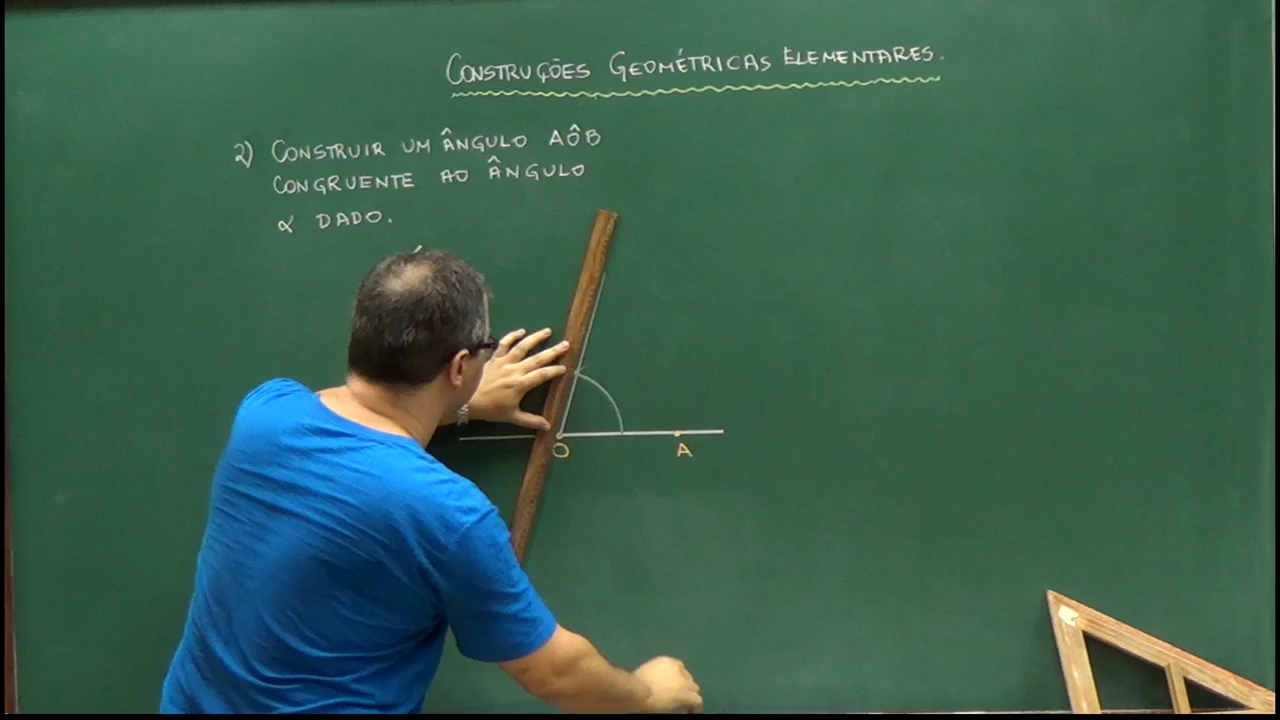 CONSTRUÇÕES GEOMÉTRICAS ELEMENTARES.
2) CONSTRUIR UM ÂNGULO AÔB
CONGRUENTE AO ÂNGULO
α DADO.
O
A